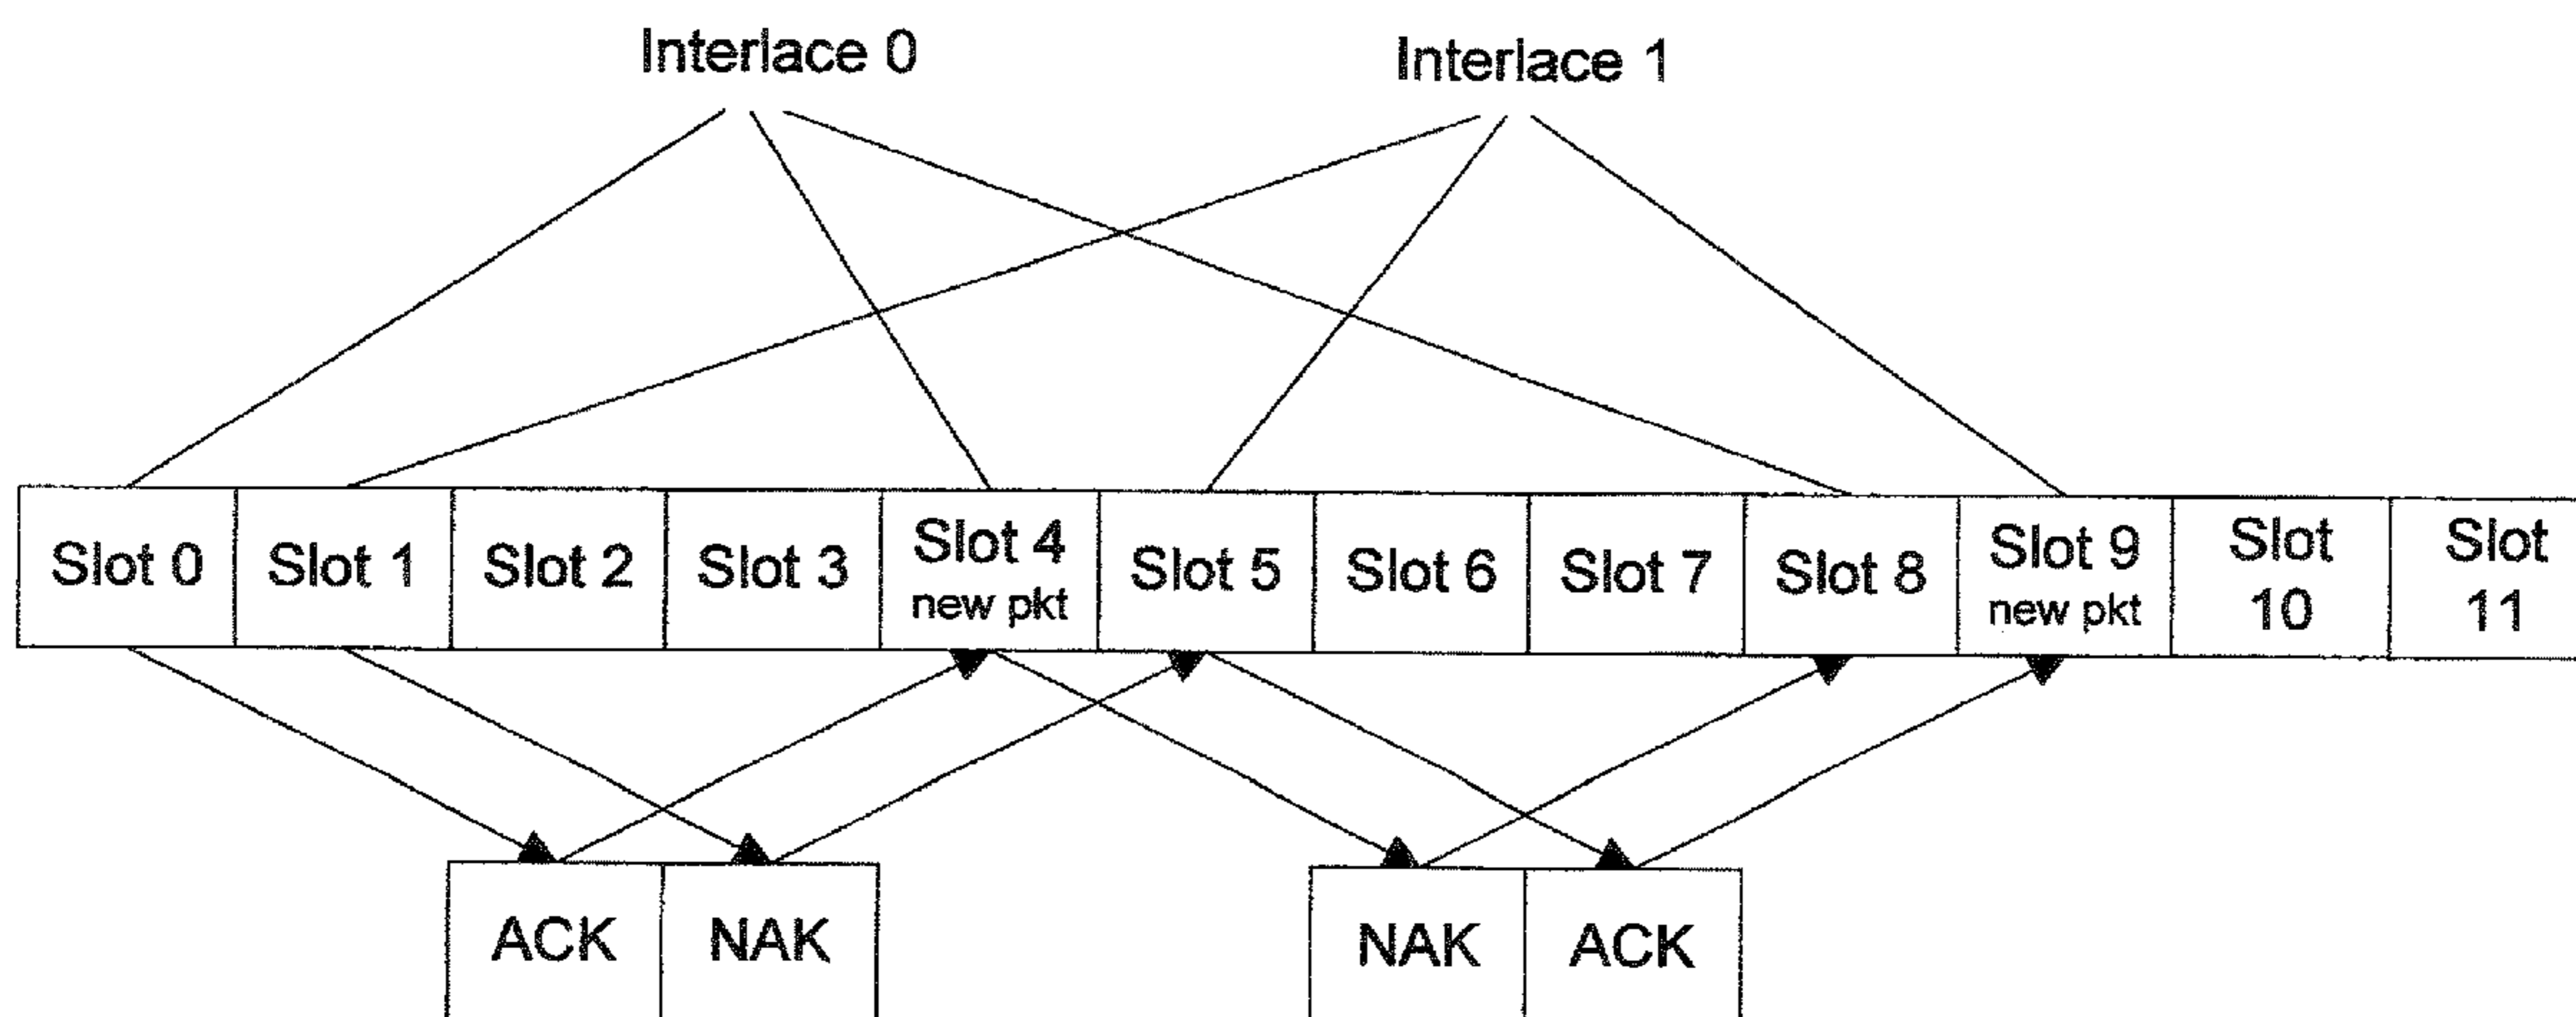 Interlace 0
Interlace 1
Slot 0
Slot 1
Slot 2
Slot 3
Slot 4
new pkt
Slot 5
Slot 6
Slot 7
Slot 8
Slot 9
new pkt
Slot
10
Slot
11
ACK
NAK
NAK
ACK